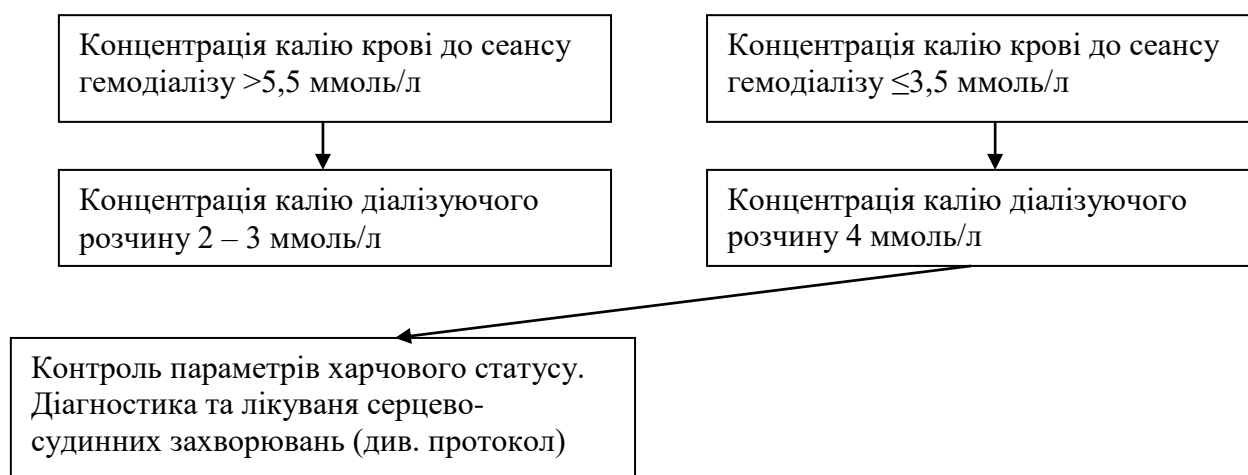 Концентрація калію крові до сеансу
гемодіалізу >5,5 ммоль/л
Концентрація калію діалізуючого
розчину 2 – 3 ммоль/л
Концентрація калію крові до сеансу
гемодіалізу ≤3,5 ммоль/л
Концентрація калію діалізуючого
розчину 4 ммоль/л
Контроль параметрів харчового статусу.
Діагностика та лікуваня серцево-
судинних захворювань (див. протокол)